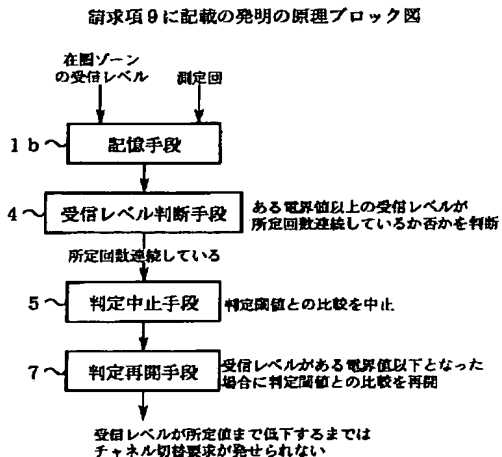 請求項9に記載の発明の原理ブロック図
在圏ゾーン
の受信レベル
測定回
1b
記憶手段
4
受信レベル判断手段
ある電界値以上の受信レベルが
所定回数連続しているか否かを判断
所定回数連続している
5
判定中止手段
判定閾値との比較を中止
7
判定再開手段
受信レベルがある電界値以下となった
場合に判定閾値との比較を再開
受信レベルが所定値まで低下するまでは
チャネル切替要求が発せられない